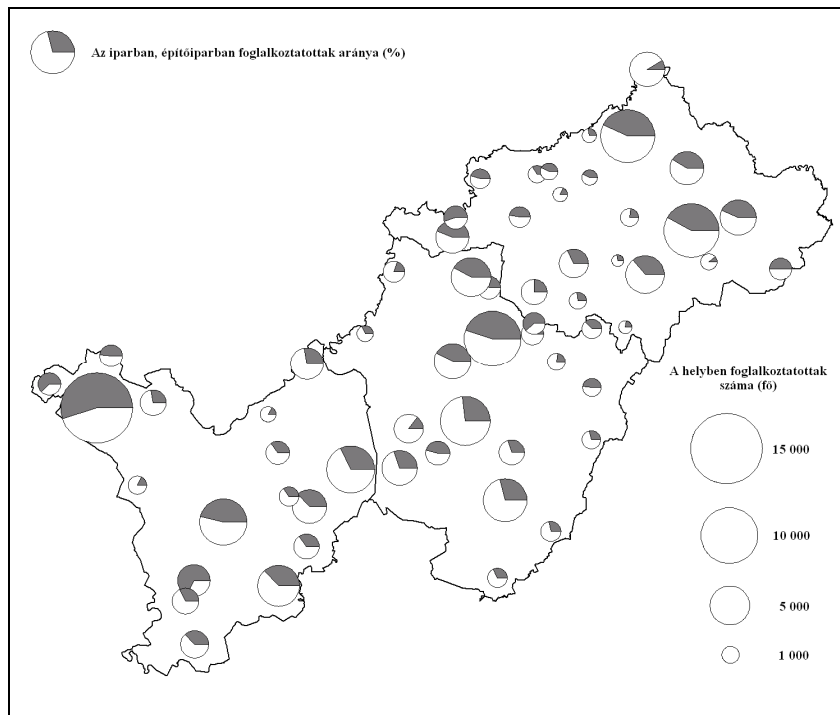 Az iparban, építőiparban foglalkoztatottak aránya (%)
A helyben foglalkoztatottak
száma (fő)
15 000
10 000
5 000
1 000